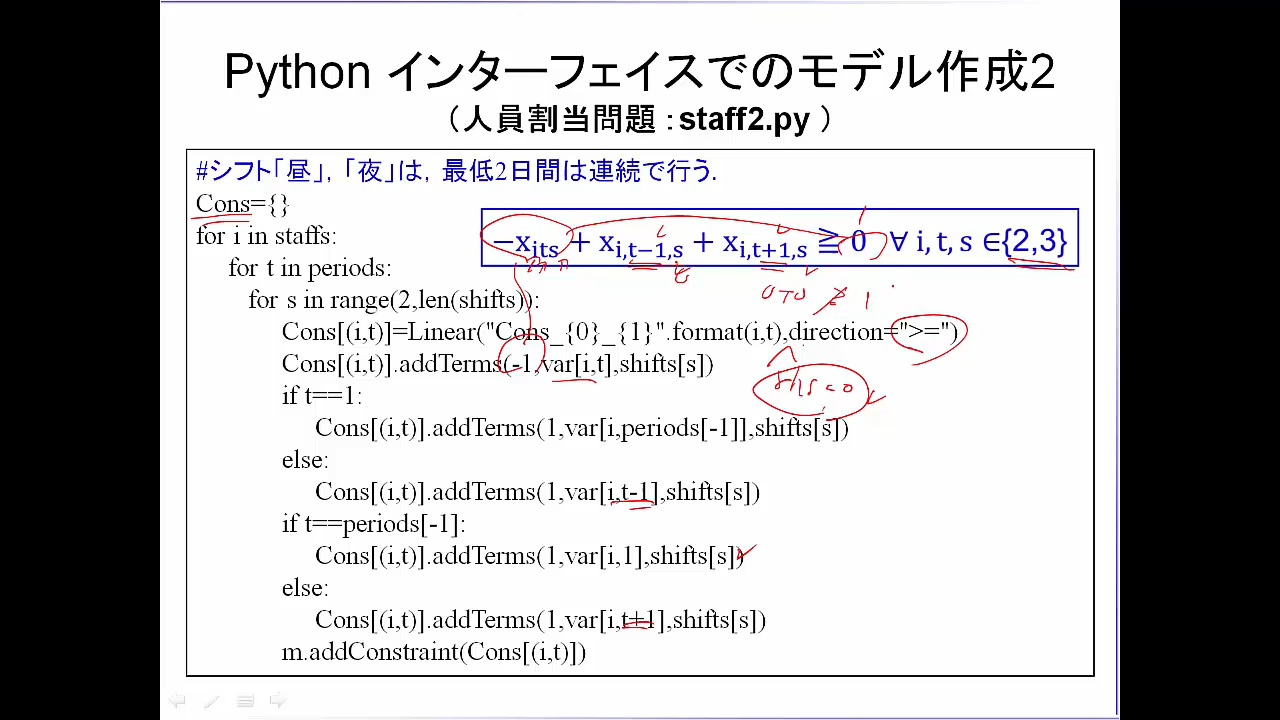 Python インターフェイスでのモデル作成2
（人員割当問題：staff2.py ）
#シフト「昼」，「夜」は，最低2日間は連続で行う.
Cons={}
−xits + xi,t−1,s + xi,t+1,s ≧ 0 ∀ i, t, s ∈{2,3}
for i in staffs:
for t in periods:
for s in range(2,len(shifts)):
Cons[(i,t)]=Linear("Cons_{0}_{1}".format(i,t),direction=">=")
Cons[(i,t)].addTerms(-1,var[i,t],shifts[s])
rhs=0
if t==1:
Cons[(i,t)].addTerms(1,var[i,periods[-1]],shifts[s])
else:
Cons[(i,t)].addTerms(1,var[i,t-1],shifts[s])
if t==periods[-1]:
Cons[(i,t)].addTerms(1,var[i,1],shifts[s])
else:
Cons[(i,t)].addTerms(1,var[i,t+1],shifts[s])
m.addConstraint(Cons[(i,t)])